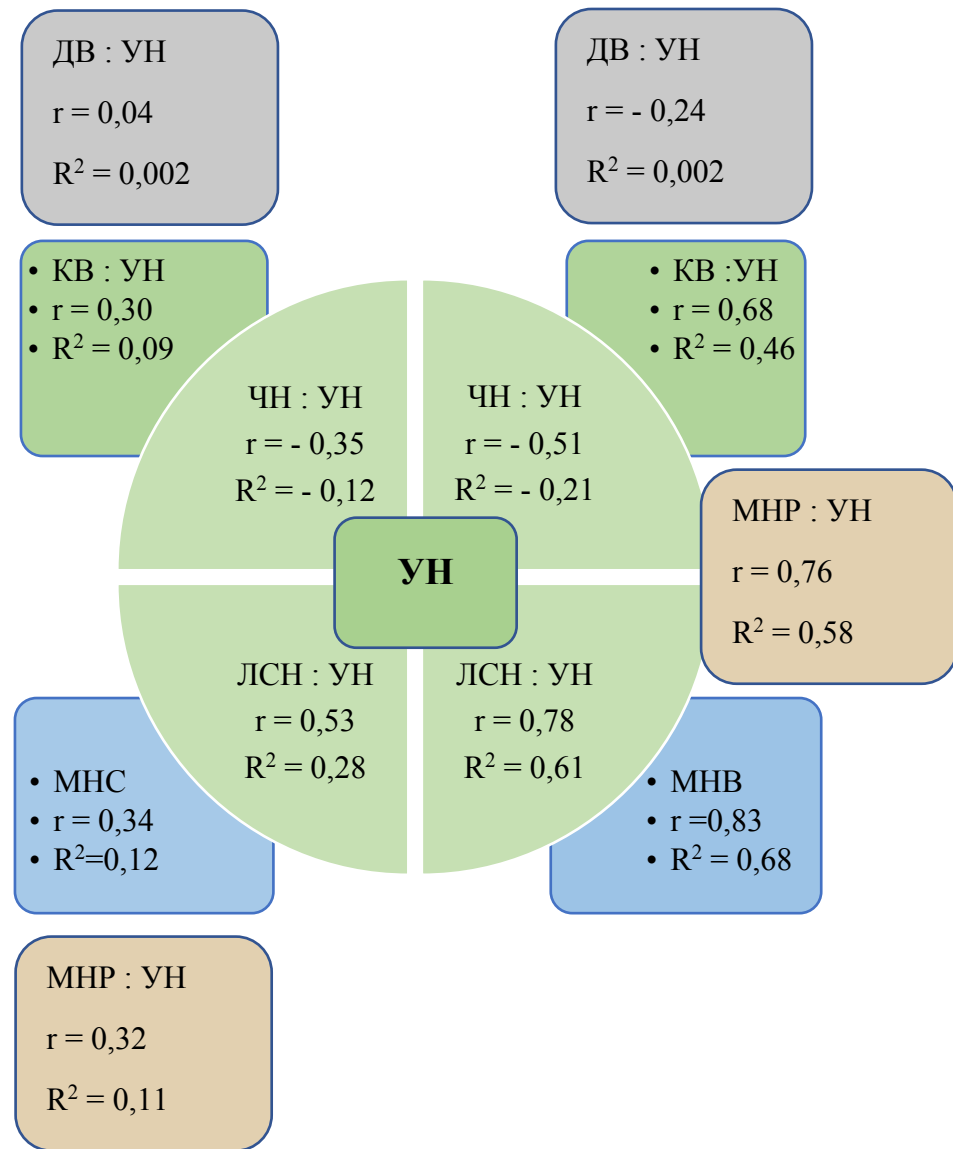 ДВ : УН
r = 0,04
R² = 0,002
ДВ : УН
r = - 0,24
R² = 0,002
• КВ : УН
• r = 0,30
• R² = 0,09
• КВ :УН
• r = 0,68
• R² = 0,46
ЧН : УН
r = - 0,35
R² = - 0,12
ЧН : УН
r = - 0,51
R² = - 0,21
МНР : УН
r = 0,76
R² = 0,58
УН
ЛСН : УН
r = 0,53
R² = 0,28
ЛСН : УН
r = 0,78
R² = 0,61
• МНС
• r = 0,34
• R²=0,12
• МНВ
• r =0,83
• R² = 0,68
МНР : УН
r = 0,32
R² = 0,11